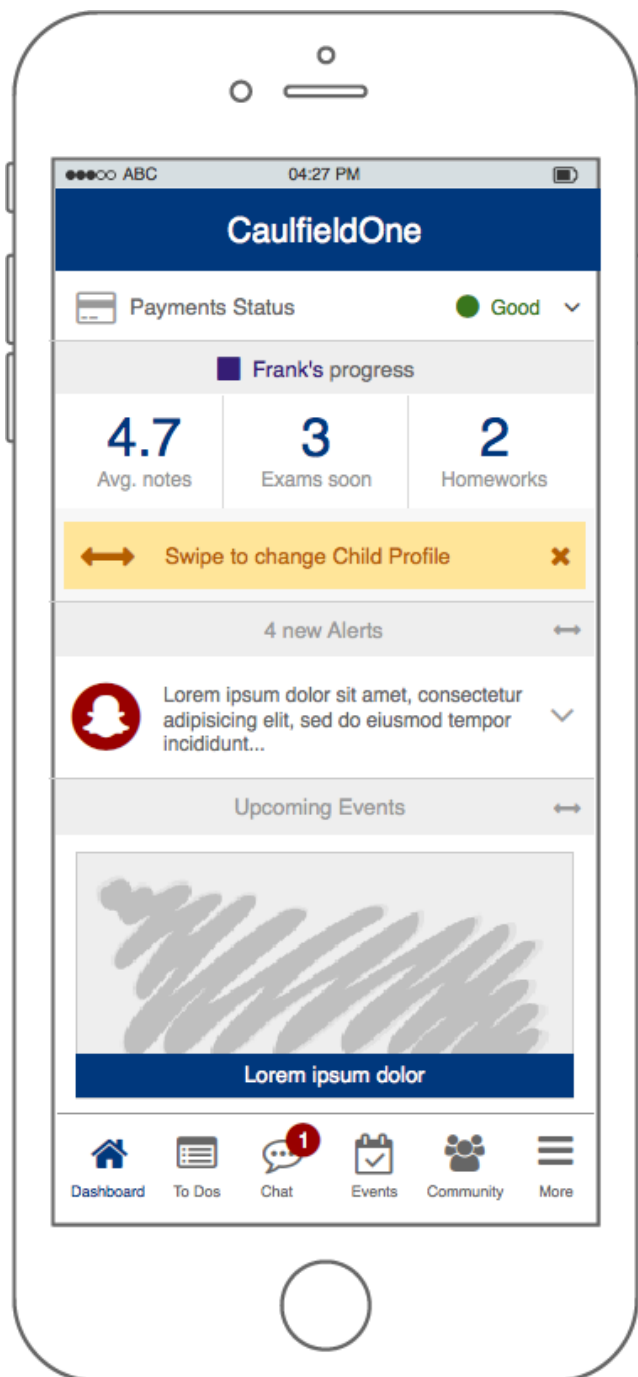 ABC 04:27 PM
CaulfieldOne
Payments Status Good
Frank's progress
4.7 3 2
Avg. notes Exams soon Homeworks
Swipe to change Child Profile
4 new Alerts
Lorem ipsum dolor sit amet, consectetur
adipisicing elit, sed do eiusmod tempor
incididunt...
Upcoming Events
Lorem ipsum dolor
1
Dashboard To Dos Chat Events Community More